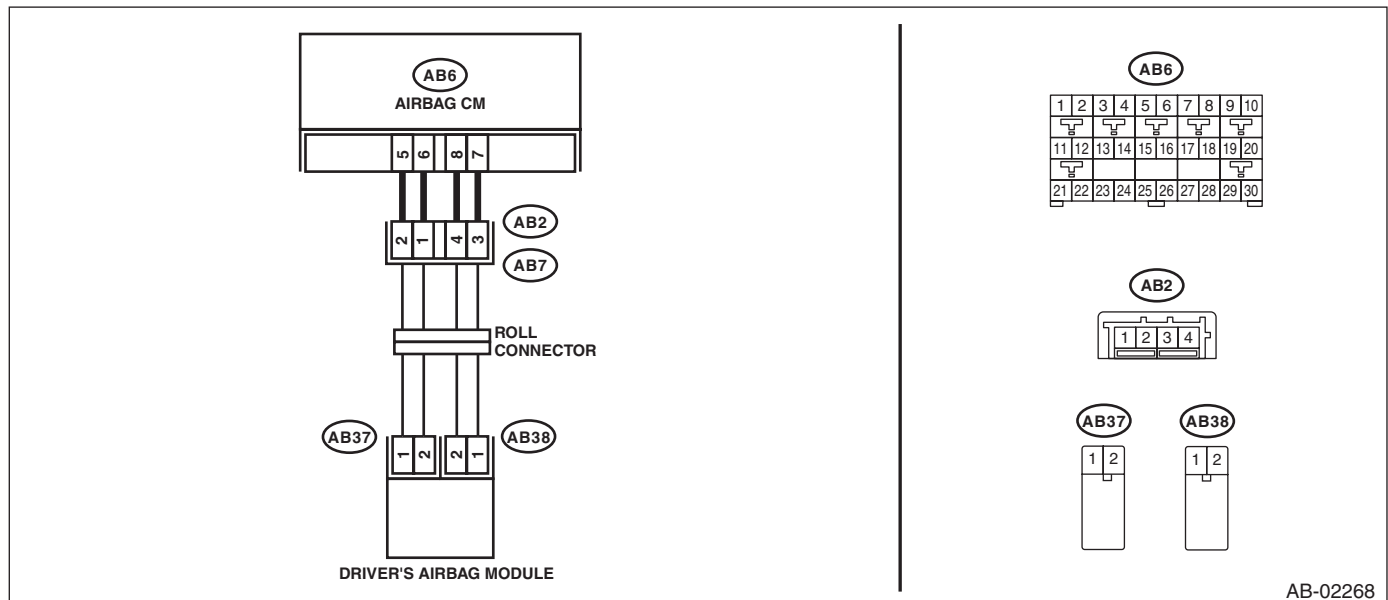 AB6
AIRBAG CM
5 6 8 7
2 1 4 3
AB2
AB7
ROLL
CONNECTOR
AB37
1 2 2 1
AB38
DRIVER'S AIRBAG MODULE
AB6
1 2 3 4 5 6 7 8 9 10
11 12 13 14 15 16 17 18 19 20
21 22 23 24 25 26 27 28 29 30
AB2
1 2 3 4
AB37 AB38
1 2 1 2
AB-02268